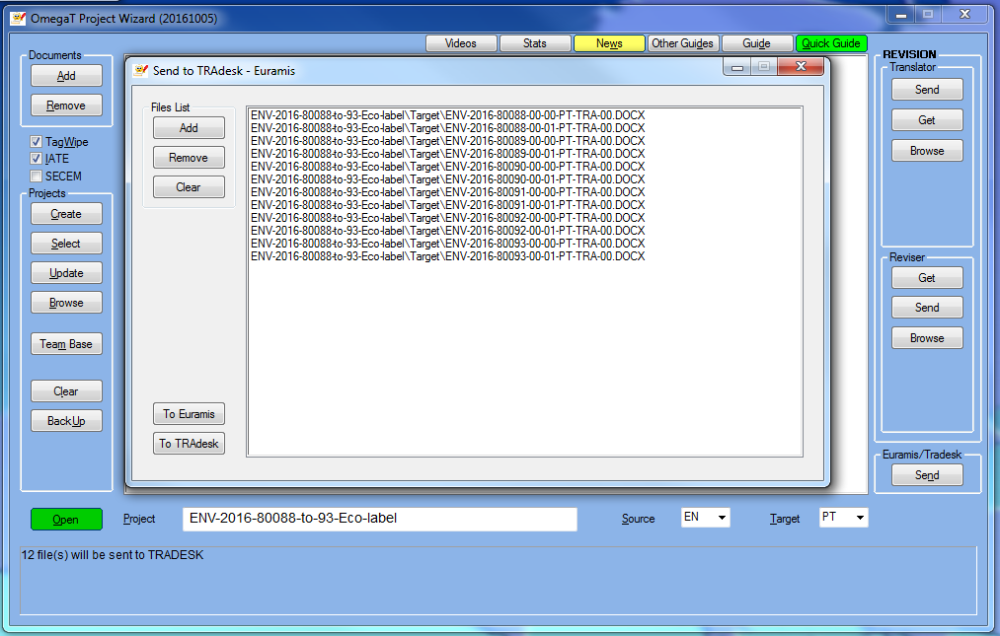 OmegaT Project Wizard (20161005)
Videos
Stats
News
Other Guides
Guide
Quick Guide
Documents
Add
Remove
TagWipe
IATE
SECEM
Projects
Create
Select
Update
Browse
Team Base
Clear
BackUp
Send to TRAdesk - Euramis
Files List
Add
Remove
Clear
ENV-2016-80088-to-93-Eco-label\Target\ENV-2016-80088-00-00-PT-TRA-00.DOCX
ENV-2016-80088-to-93-Eco-label\Target\ENV-2016-80088-00-01-PT-TRA-00.DOCX
ENV-2016-80088-to-93-Eco-label\Target\ENV-2016-80089-00-00-PT-TRA-00.DOCX
ENV-2016-80088-to-93-Eco-label\Target\ENV-2016-80089-00-01-PT-TRA-00.DOCX
ENV-2016-80088-to-93-Eco-label\Target\ENV-2016-80090-00-00-PT-TRA-00.DOCX
ENV-2016-80088-to-93-Eco-label\Target\ENV-2016-80090-00-01-PT-TRA-00.DOCX
ENV-2016-80088-to-93-Eco-label\Target\ENV-2016-80091-00-00-PT-TRA-00.DOCX
ENV-2016-80088-to-93-Eco-label\Target\ENV-2016-80091-00-01-PT-TRA-00.DOCX
ENV-2016-80088-to-93-Eco-label\Target\ENV-2016-80092-00-00-PT-TRA-00.DOCX
ENV-2016-80088-to-93-Eco-label\Target\ENV-2016-80092-00-01-PT-TRA-00.DOCX
ENV-2016-80088-to-93-Eco-label\Target\ENV-2016-80093-00-00-PT-TRA-00.DOCX
ENV-2016-80088-to-93-Eco-label\Target\ENV-2016-80093-00-01-PT-TRA-00.DOCX
To Euramis
To TRAdesk
REVISION
Translator
Send
Get
Browse
Reviser
Get
Send
Browse
Euramis/Tradesk
Send
Open
Project
ENV-2016-80088-to-93-Eco-label
Source
EN
Target
PT
12 file(s) will be sent to TRADESK